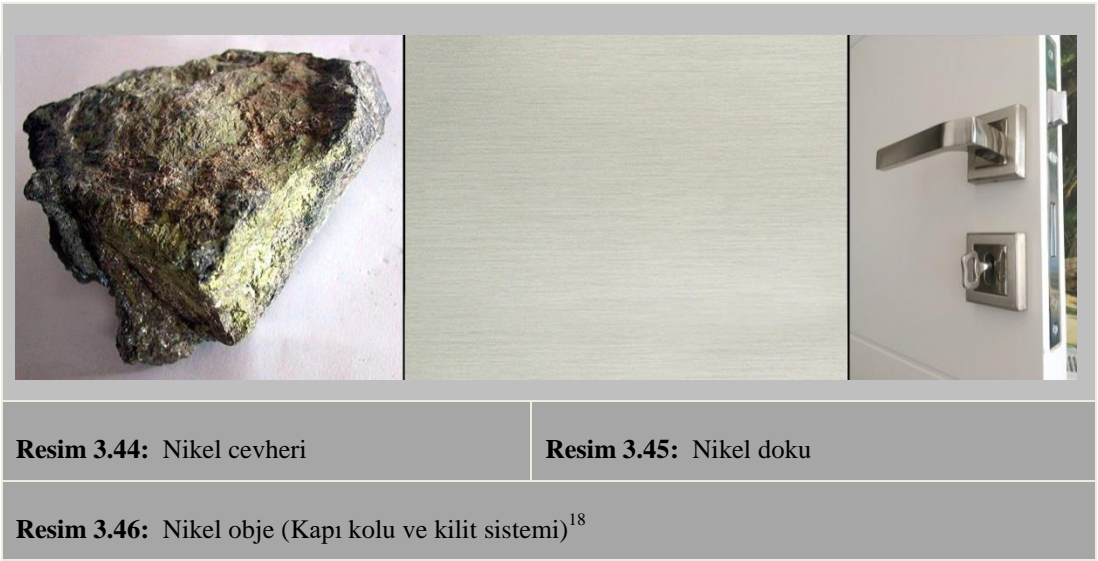 Resim 3.44: Nikel cevheri
Resim 3.45: Nikel doku
Resim 3.46: Nikel obje (Kapı kolu ve kilit sistemi)18